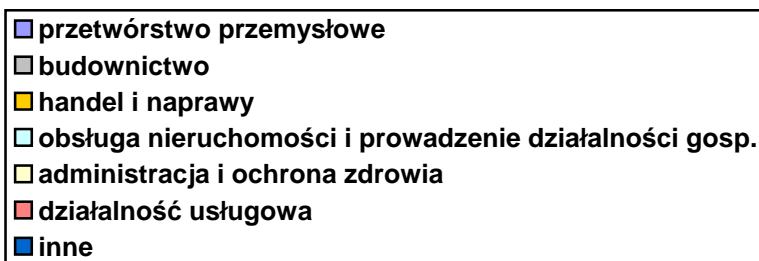 przetwórstwo przemysłowe
budownictwo
handel i naprawy
obsługa nieruchomości i prowadzenie działalności gosp.
administracja i ochrona zdrowia
działalność usługowa
inne